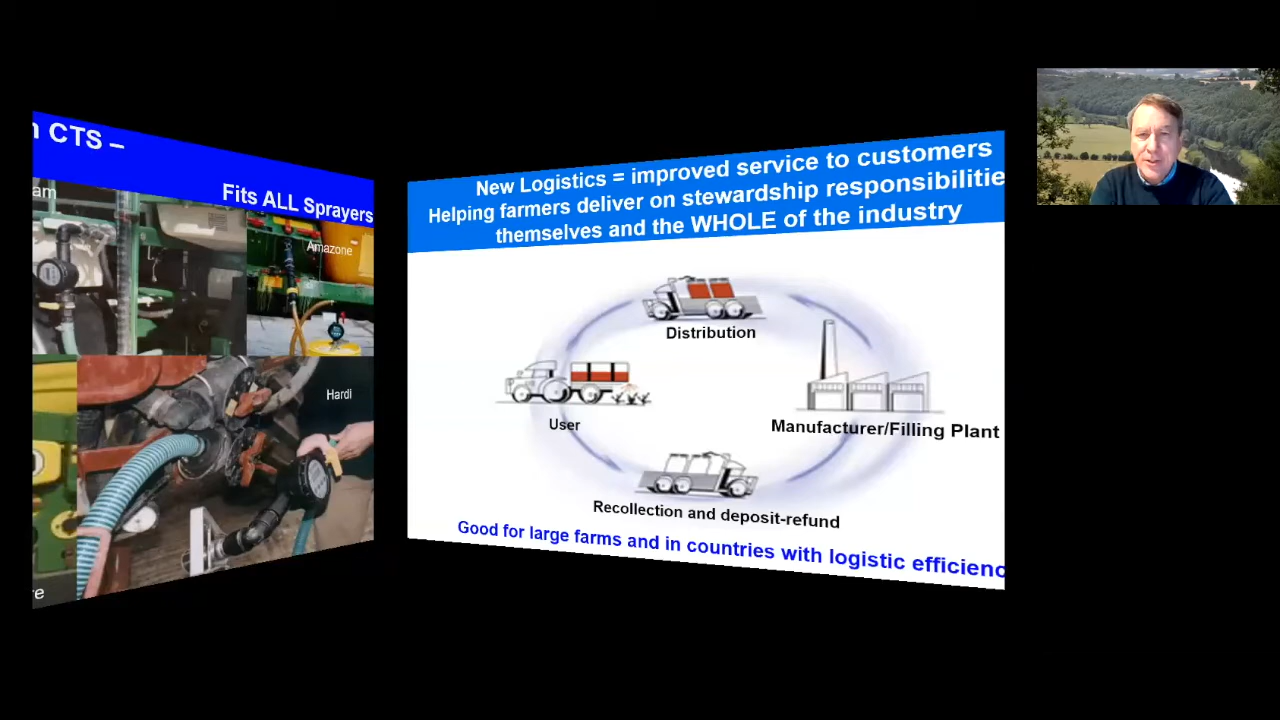 CTS –
Fits ALL Sprayers
am
Amazone
Hardi
re
New Logistics = improved service to customers
Helping farmers deliver on stewardship responsibilitie
themselves and the WHOLE of the industry
Distribution
User
Manufacturer/Filling Plant
Recollection and deposit-refund
Good for large farms and in countries with logistic efficienc